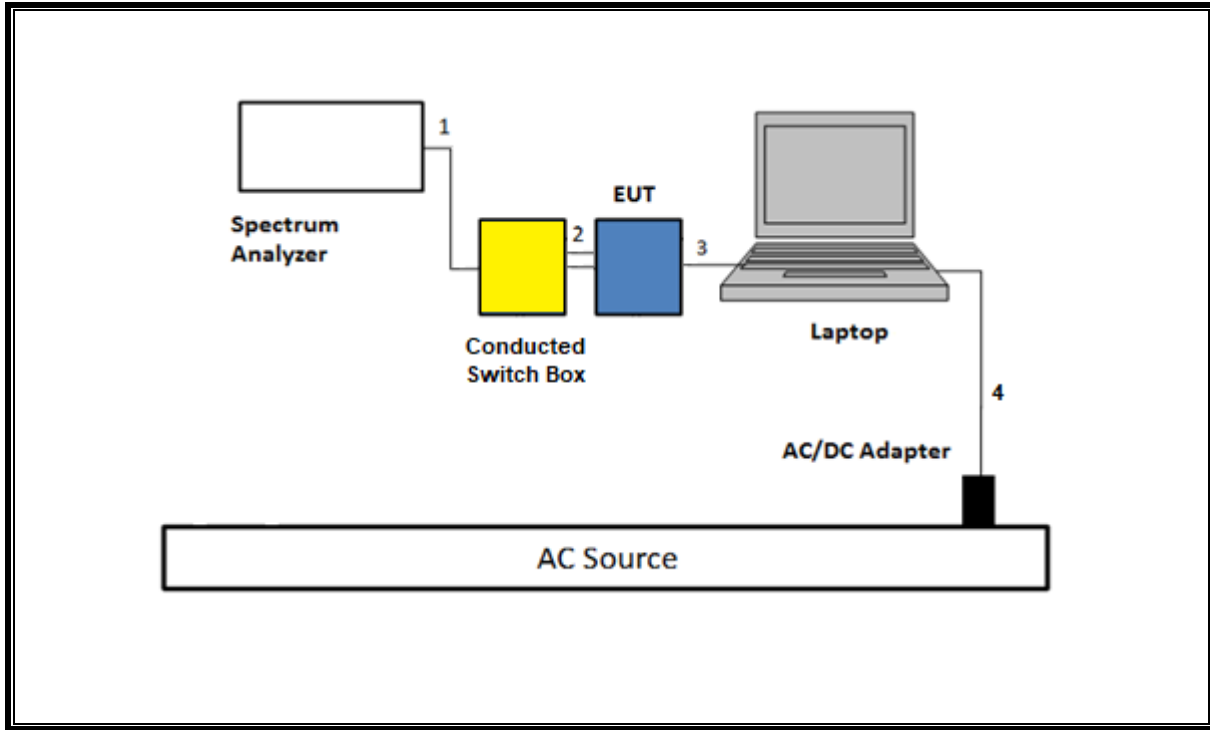 1
Spectrum
Analyzer
2
EUT
3
Conducted
Switch Box
Laptop
4
AC/DC Adapter
AC Source